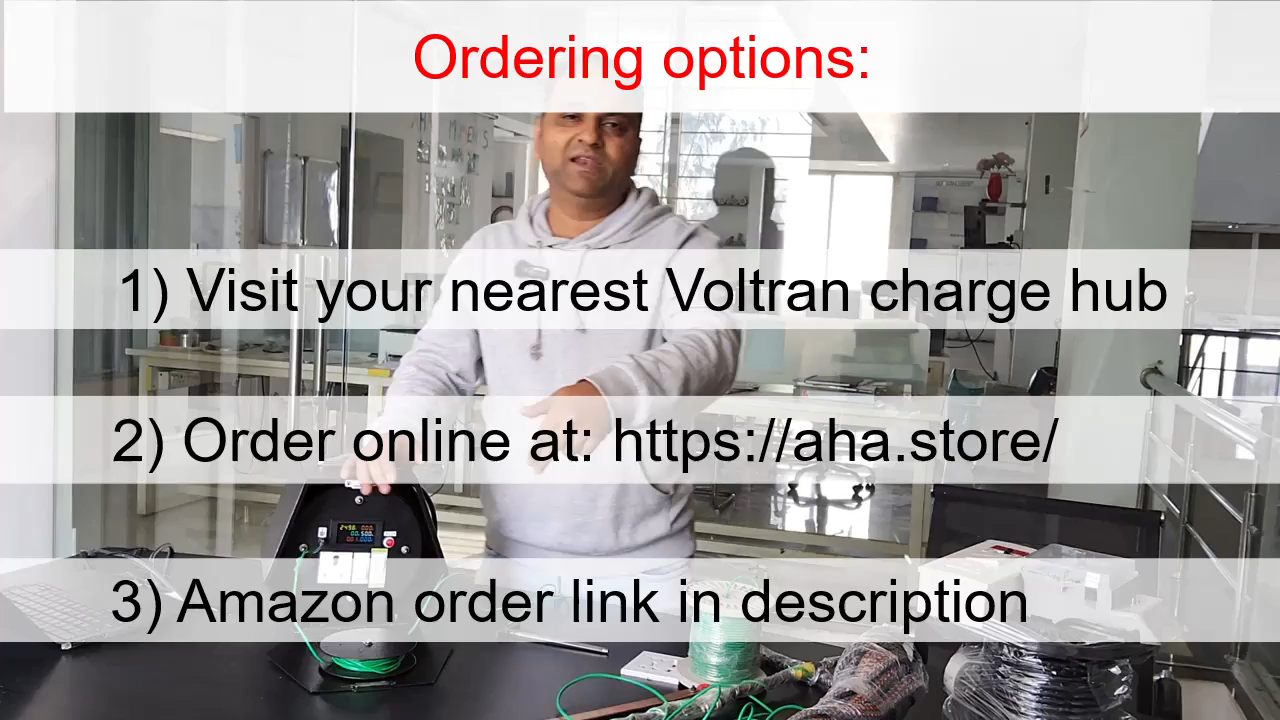 Ordering options:
1) Visit your nearest Voltran charge hub
2) Order online at: https://aha.store/
3) Amazon order link in description